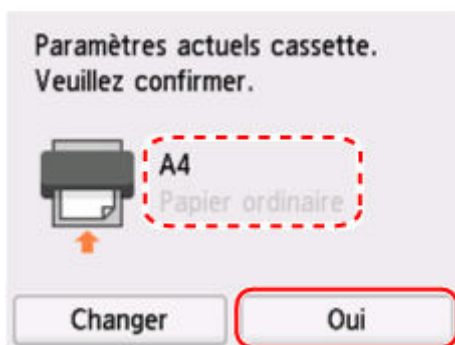 Paramètres actuels cassette.
Veuillez confirmer.
A4
Papier ordinaire
Changer
Oui